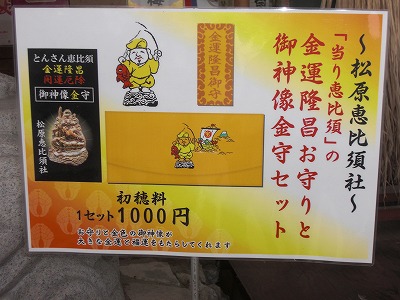 ～松原恵比須社～
「当り恵比須」の
金運隆昌お守りと
御神像金守セット
金運隆昌御守
とんさん恵比須
金運隆昌
開運厄除
御神像金守
松原恵比須社
初穂料
1セット1000円
お守りと金色の御神像が
大きな金運と福運をもたらしてくれます